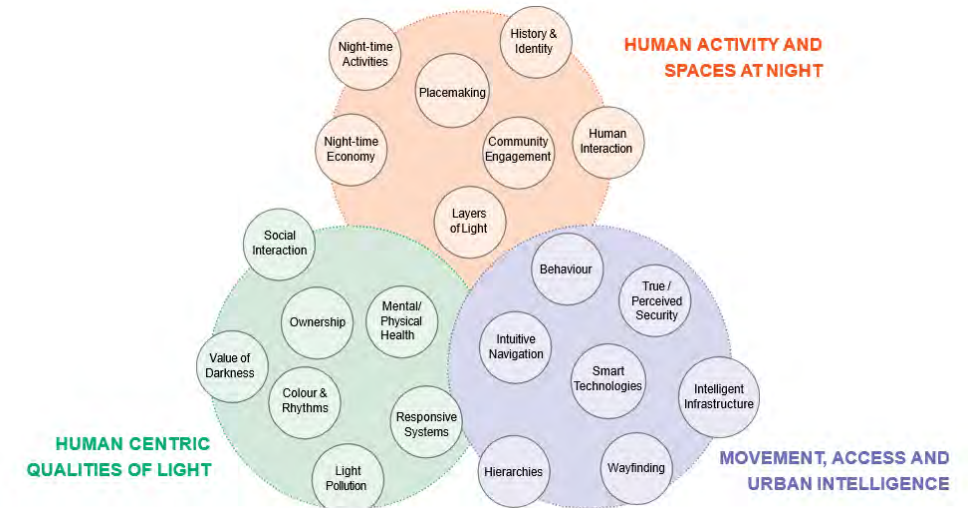 HUMAN ACTIVITY AND
SPACES AT NIGHT
Night-time
Activities
History &
Identity
Placemaking
Night-time
Economy
Community
Engagement
Human
Interaction
Layers
of Light
HUMAN CENTRIC
QUALITIES OF LIGHT
Social
Interaction
Ownership
Mental/
Physical
Health
Value of
Darkness
Colour &
Rhythms
Responsive
Systems
Light
Pollution
MOVEMENT, ACCESS AND
URBAN INTELLIGENCE
Behaviour
True /
Perceived
Security
Intuitive
Navigation
Smart
Technologies
Intelligent
Infrastructure
Hierarchies
Wayfinding